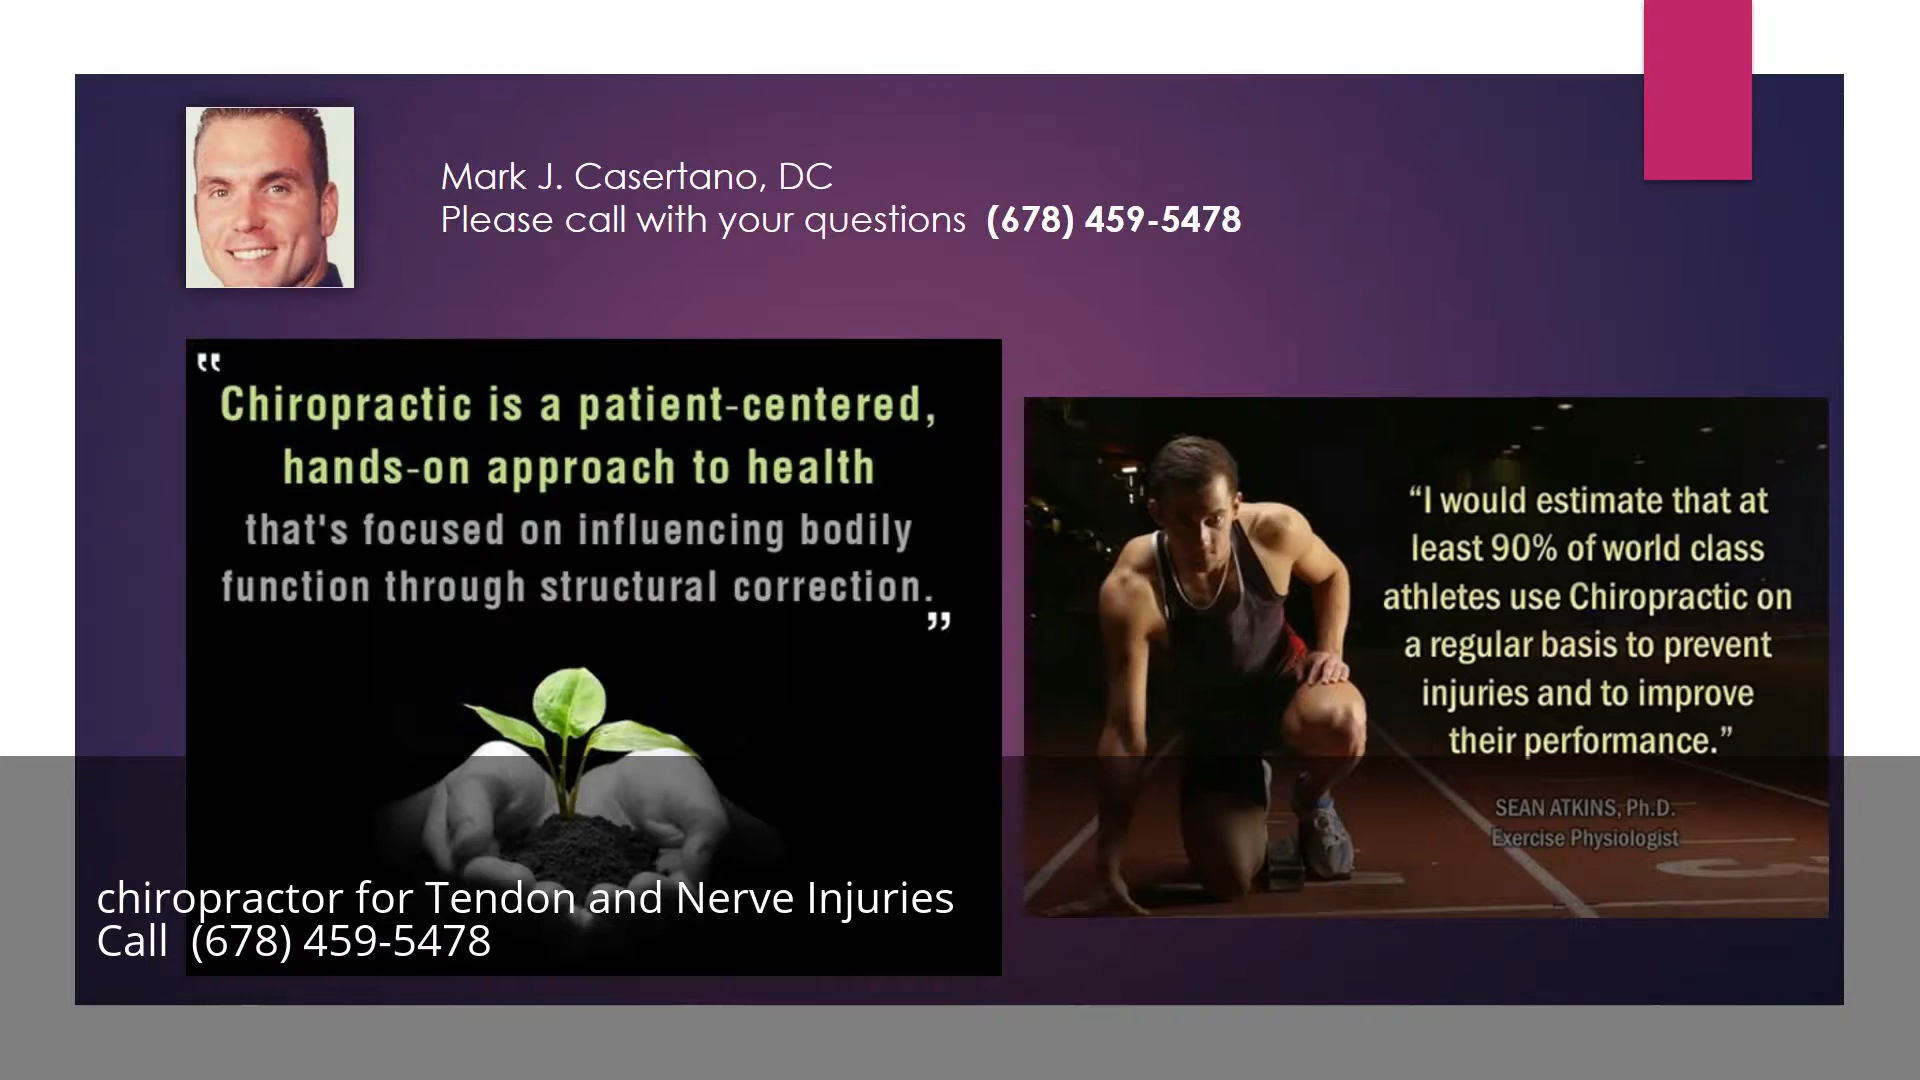 Mark J. Casertano, DC
Please call with your questions (678) 459-5478
"
Chiropractic is a patient-centered,
hands-on approach to health
that's focused on influencing bodily
function through structural correction.
"
“I would estimate that at
least 90% of world class
athletes use Chiropractic on
a regular basis to prevent
injuries and to improve
their performance.”
SEAN ATKINS, Ph.D.
Exercise Physiologist
chiropractor for Tendon and Nerve Injuries
Call (678) 459-5478